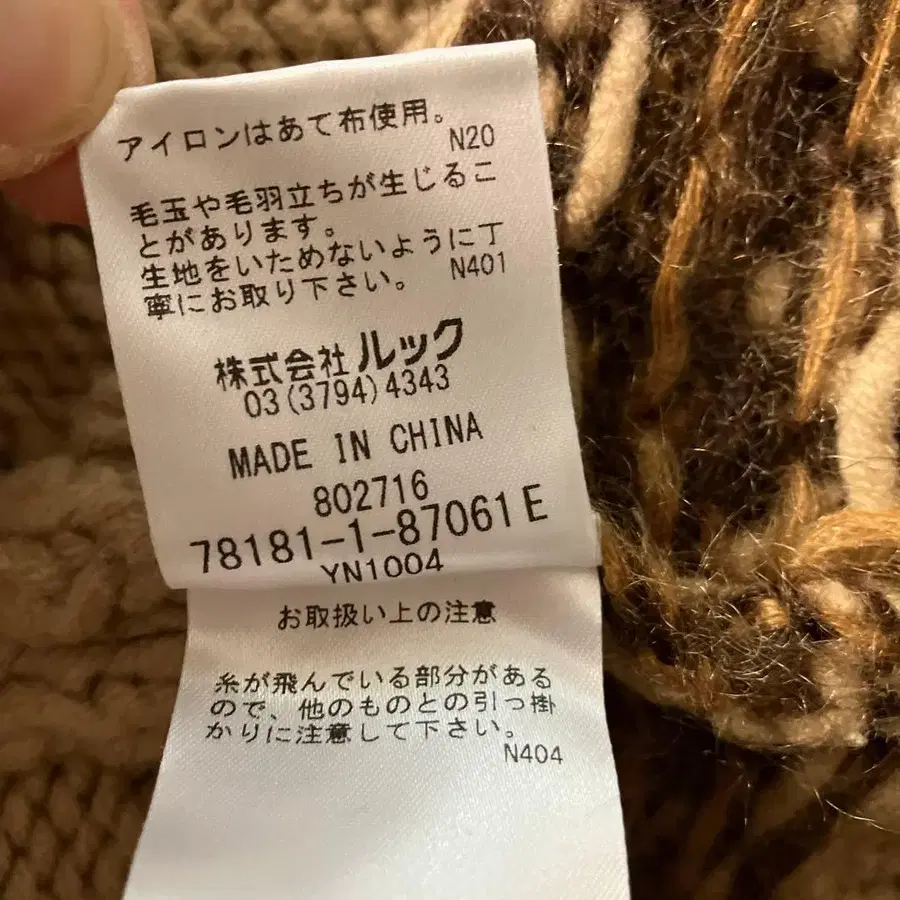 アイロンはあて布使用。
N20
毛玉や毛羽立ちが生じるこ
とがあります。
生地をいためないように丁
寧にお取り下さい。 N401
株式会社 ルック
03(3794)4343
MADE IN CHINA
802716
78181-1-87061E
YN1004
お取扱い上の注意
糸が飛んでいる部分がある
ので、他のものとの引っ掛
かりに注意して下さい。
N404